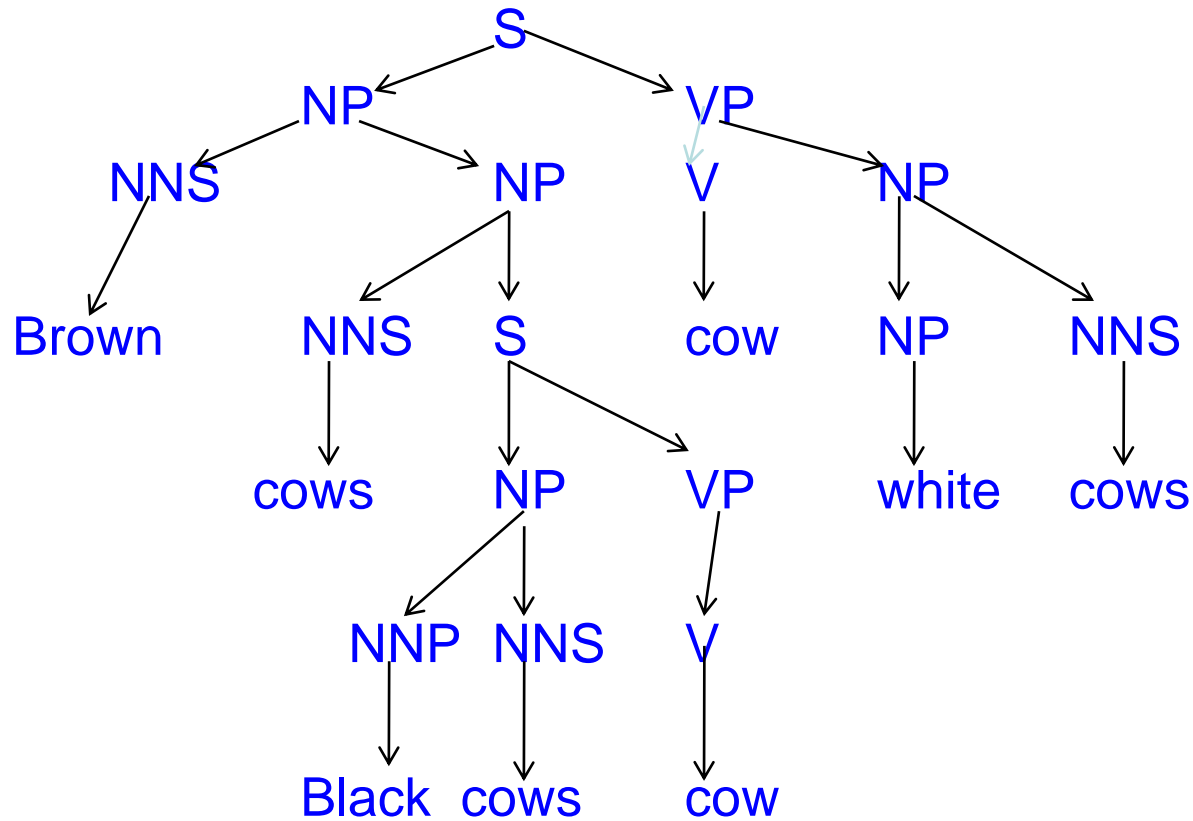 S
NP VP
NNS NP V NP
Brown NNS S cow NP NNS
cows NP VP white cows
NNP NNS V
Black cows cow